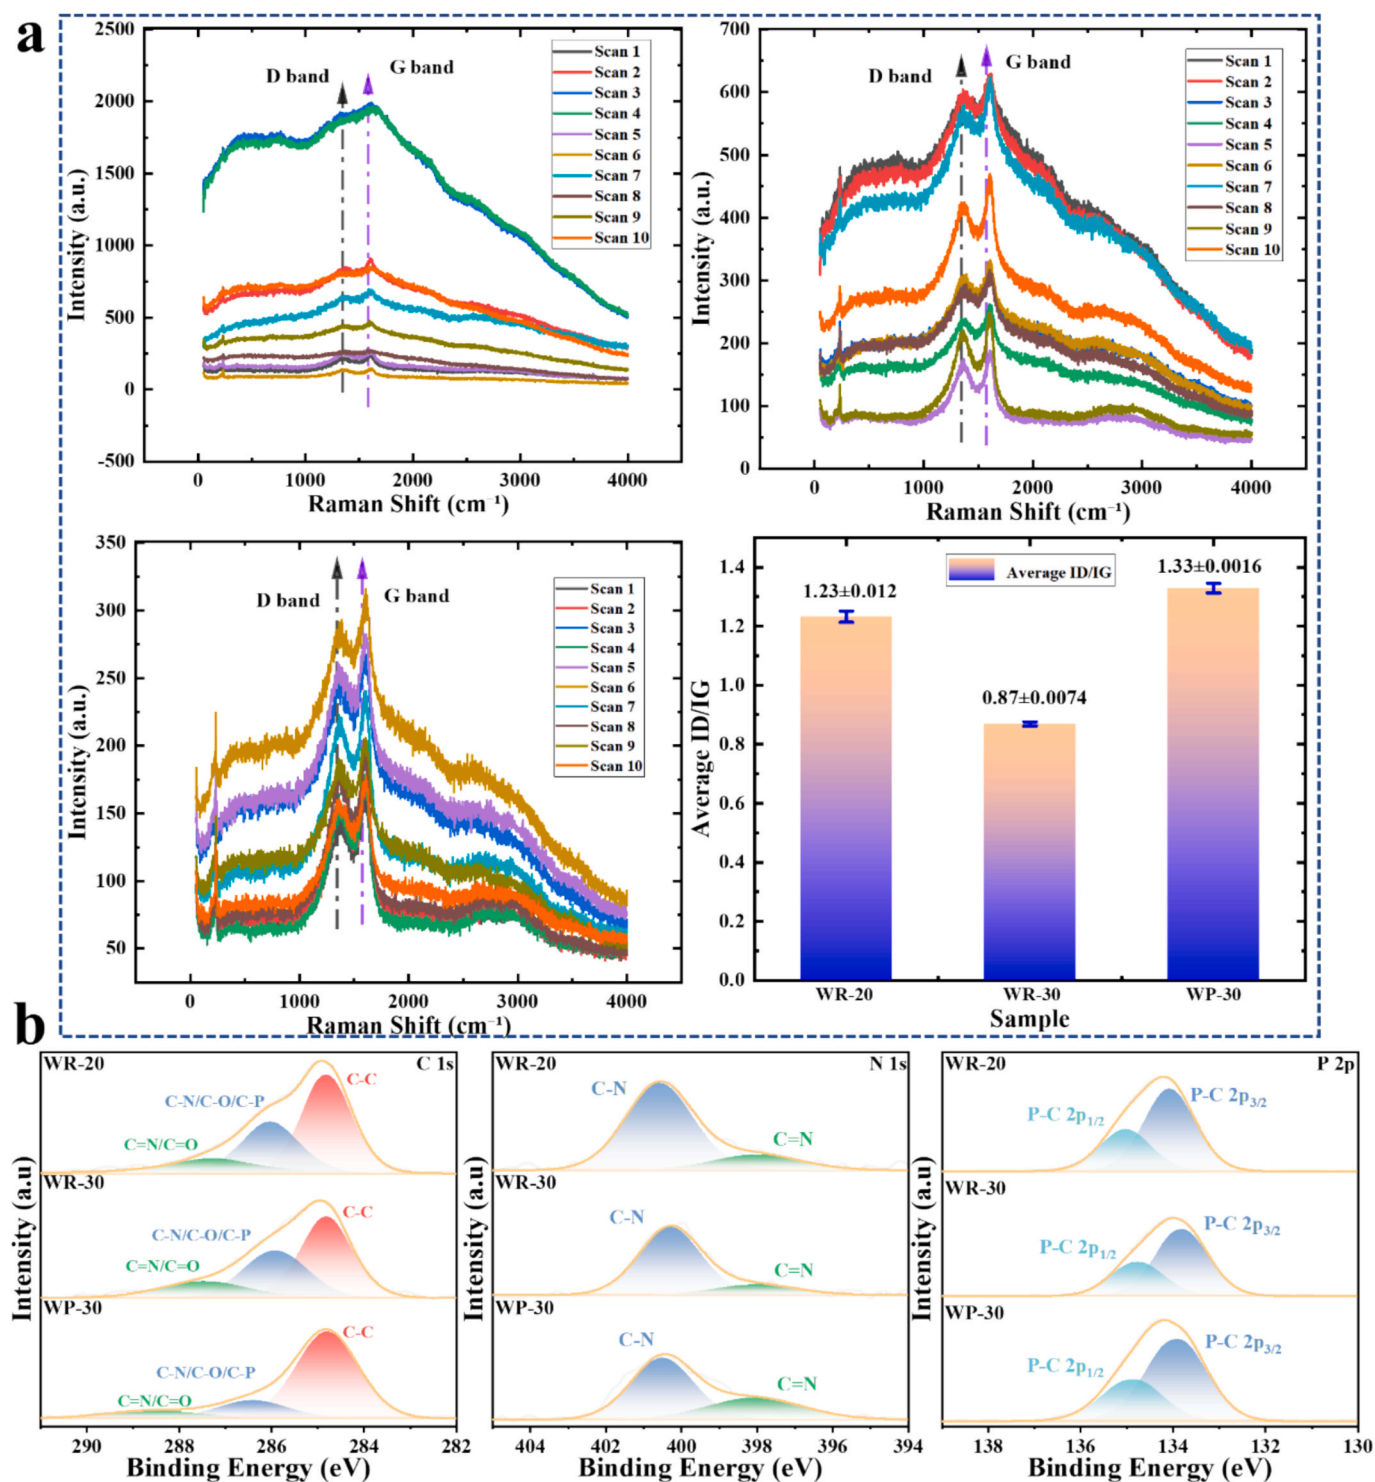 a
2500
2000
1500
1000
500
0
-500
Intensity (a.u.)
D band
G band
Scan 1
Scan 2
Scan 3
Scan 4
Scan 5
Scan 6
Scan 7
Scan 8
Scan 9
Scan 10
0 1000 2000 3000 4000
Raman Shift (cm⁻¹)
700
600
500
400
300
200
100
0
Intensity (a.u.)
D band
G band
Scan 1
Scan 2
Scan 3
Scan 4
Scan 5
Scan 6
Scan 7
Scan 8
Scan 9
Scan 10
0 1000 2000 3000 4000
Raman Shift (cm⁻¹)
350
300
250
200
150
100
50
Intensity (a.u.)
D band
G band
Scan 1
Scan 2
Scan 3
Scan 4
Scan 5
Scan 6
Scan 7
Scan 8
Scan 9
Scan 10
0 1000 2000 3000 4000
Raman Shift (cm⁻¹)
1.4
1.2
1.0
0.8
0.6
0.4
0.2
0.0
Average ID/IG
Average ID/IG
1.23±0.012
0.87±0.0074
1.33±0.0016
WR-20 WR-30 WP-30
Sample
b
WR-20 C 1s
C-C
C-N/C-O/C-P
C=N/C=O
WR-30
C-C
C-N/C-O/C-P
C=N/C=O
WP-30
C-C
C-N/C-O/C-P
C=N/C=O
Intensity (a.u)
290 288 286 284 282
Binding Energy (eV)
WR-20 N 1s
C-N
C=N
WR-30
C-N
C=N
WP-30
C-N
C=N
Intensity (a.u)
404 402 400 398 396 394
Binding Energy (eV)
WR-20 P 2p
P-C 2p3/2
P-C 2p1/2
WR-30
P-C 2p3/2
P-C 2p1/2
WP-30
P-C 2p3/2
P-C 2p1/2
Intensity (a.u)
138 136 134 132 130
Binding Energy (eV)